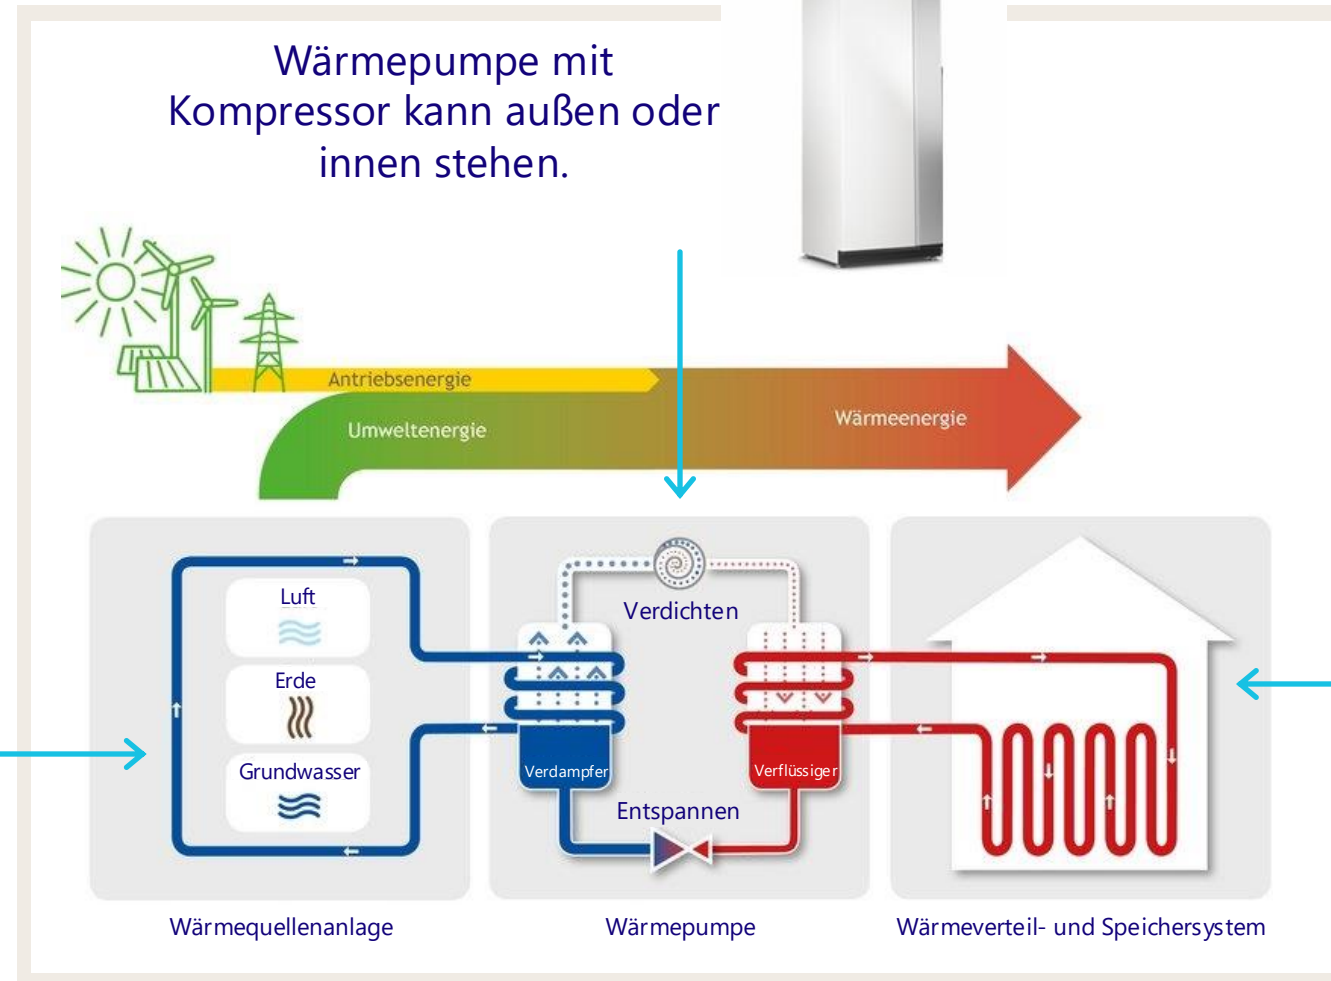 Wärmepumpe mit
Kompressor kann außen oder
innen stehen.
Antriebsenergie
Umweltenergie
Wärmeenergie
Luft
Erde
Grundwasser
Verdichten
Verdampfer
Verflüssiger
Entspannen
Wärmequellenanlage
Wärmepumpe
Wärmeverteil- und Speichersystem